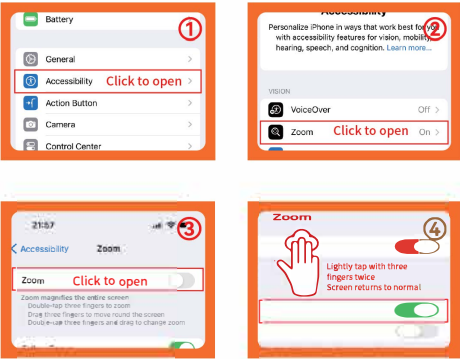 Battery
①
General
Accessibility Click to open
Action Button
Camera
Control Center
Accessibility
②
Personalize iPhone in ways that work best for you
with accessibility features for vision, mobility,
hearing, speech, and cognition. Learn more...
VISION
VoiceOver Off
Zoom Click to open On
21:57
③
Accessibility Zoom
Zoom Click to open
Zoom magnifies the entire screen
Double-tap three fingers to zoom
Drag three fingers to move round the screen
Double-tap three fingers and drag to change zoom
Zoom
④
Lightly tap with three
fingers twice
Screen returns to normal